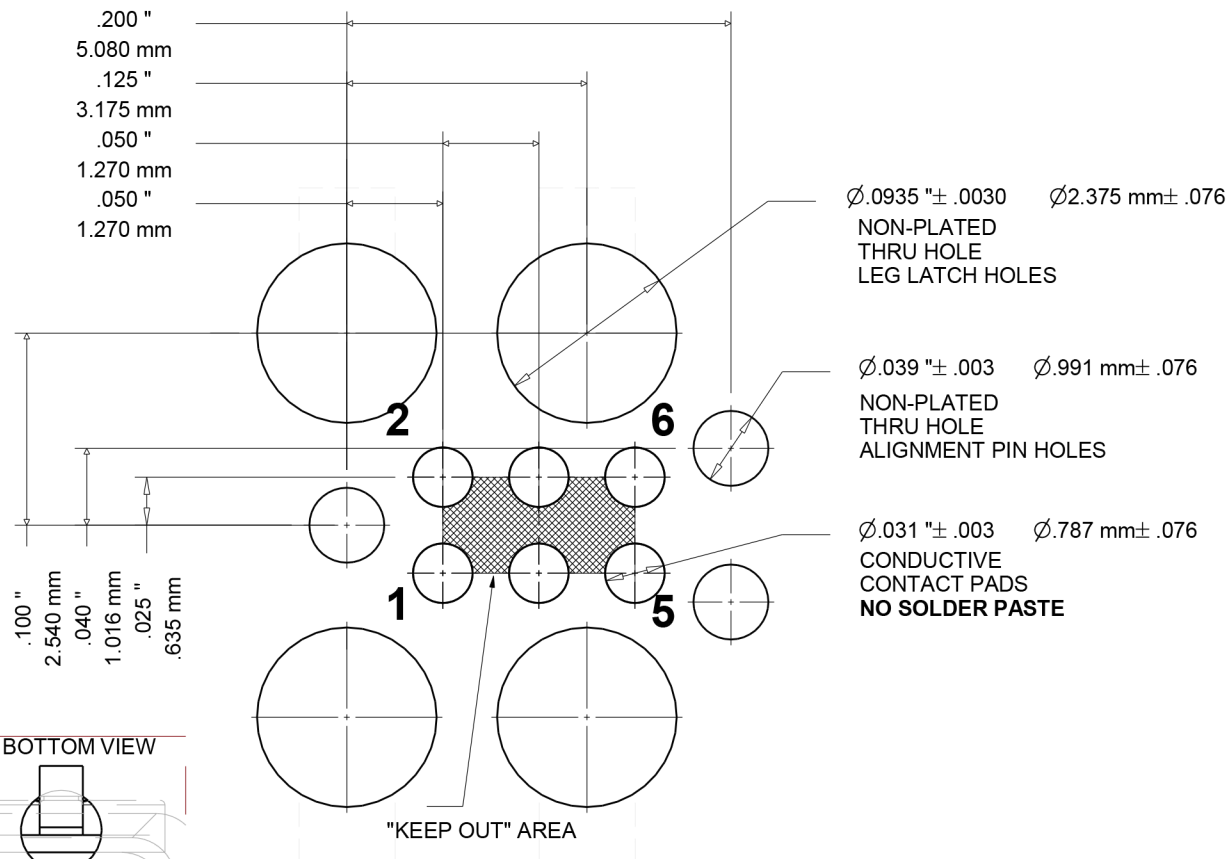 .200 "
5.080 mm
.125 "
3.175 mm
.050 "
1.270 mm
.050 "
1.270 mm
Ø.0935 "± .0030 Ø2.375 mm± .076
NON-PLATED
THRU HOLE
LEG LATCH HOLES
Ø.039 "± .003 Ø.991 mm± .076
NON-PLATED
THRU HOLE
ALIGNMENT PIN HOLES
2
6
Ø.031 "± .003 Ø.787 mm± .076
CONDUCTIVE
CONTACT PADS
NO SOLDER PASTE
1
5
.100 "
2.540 mm
.040 "
1.016 mm
.025 "
.635 mm
BOTTOM VIEW
"KEEP OUT" AREA